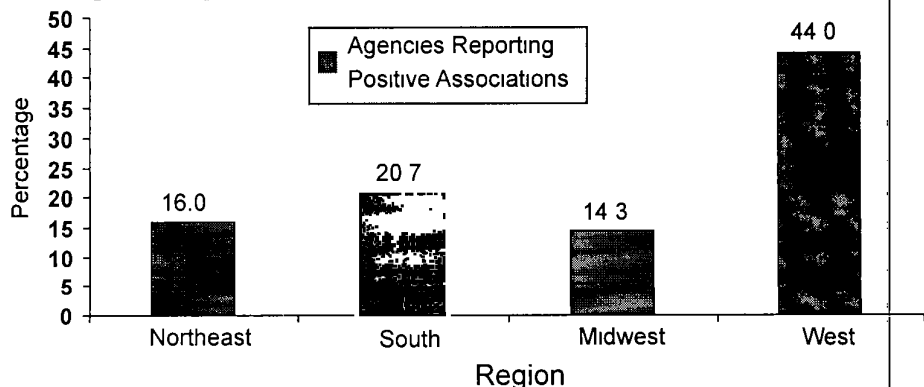 50
45
40
35
30
25
20
15
10
5
0
Percentage
Agencies Reporting
Positive Associations
16.0
20 7
14 3
44 0
Northeast
South
Midwest
West
Region